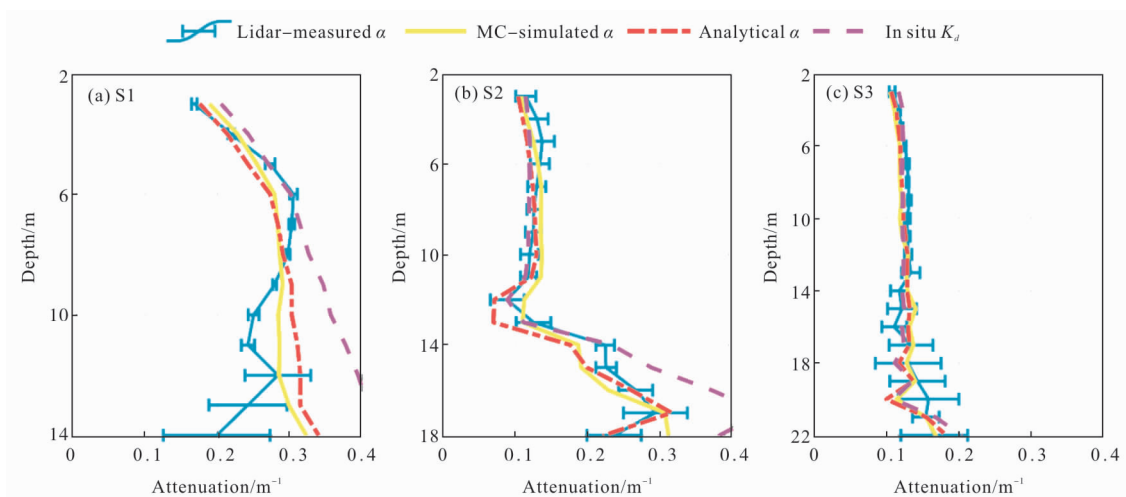 Lidar-measured α MC-simulated α Analytical α In situ K_d
(a) S1
2
6
10
14
Depth/m
0 0.1 0.2 0.3 0.4
Attenuation/m⁻¹
(b) S2
2
6
10
14
18
Depth/m
0 0.1 0.2 0.3 0.4
Attenuation/m⁻¹
(c) S3
2
6
10
14
18
22
Depth/m
0 0.1 0.2 0.3 0.4
Attenuation/m⁻¹